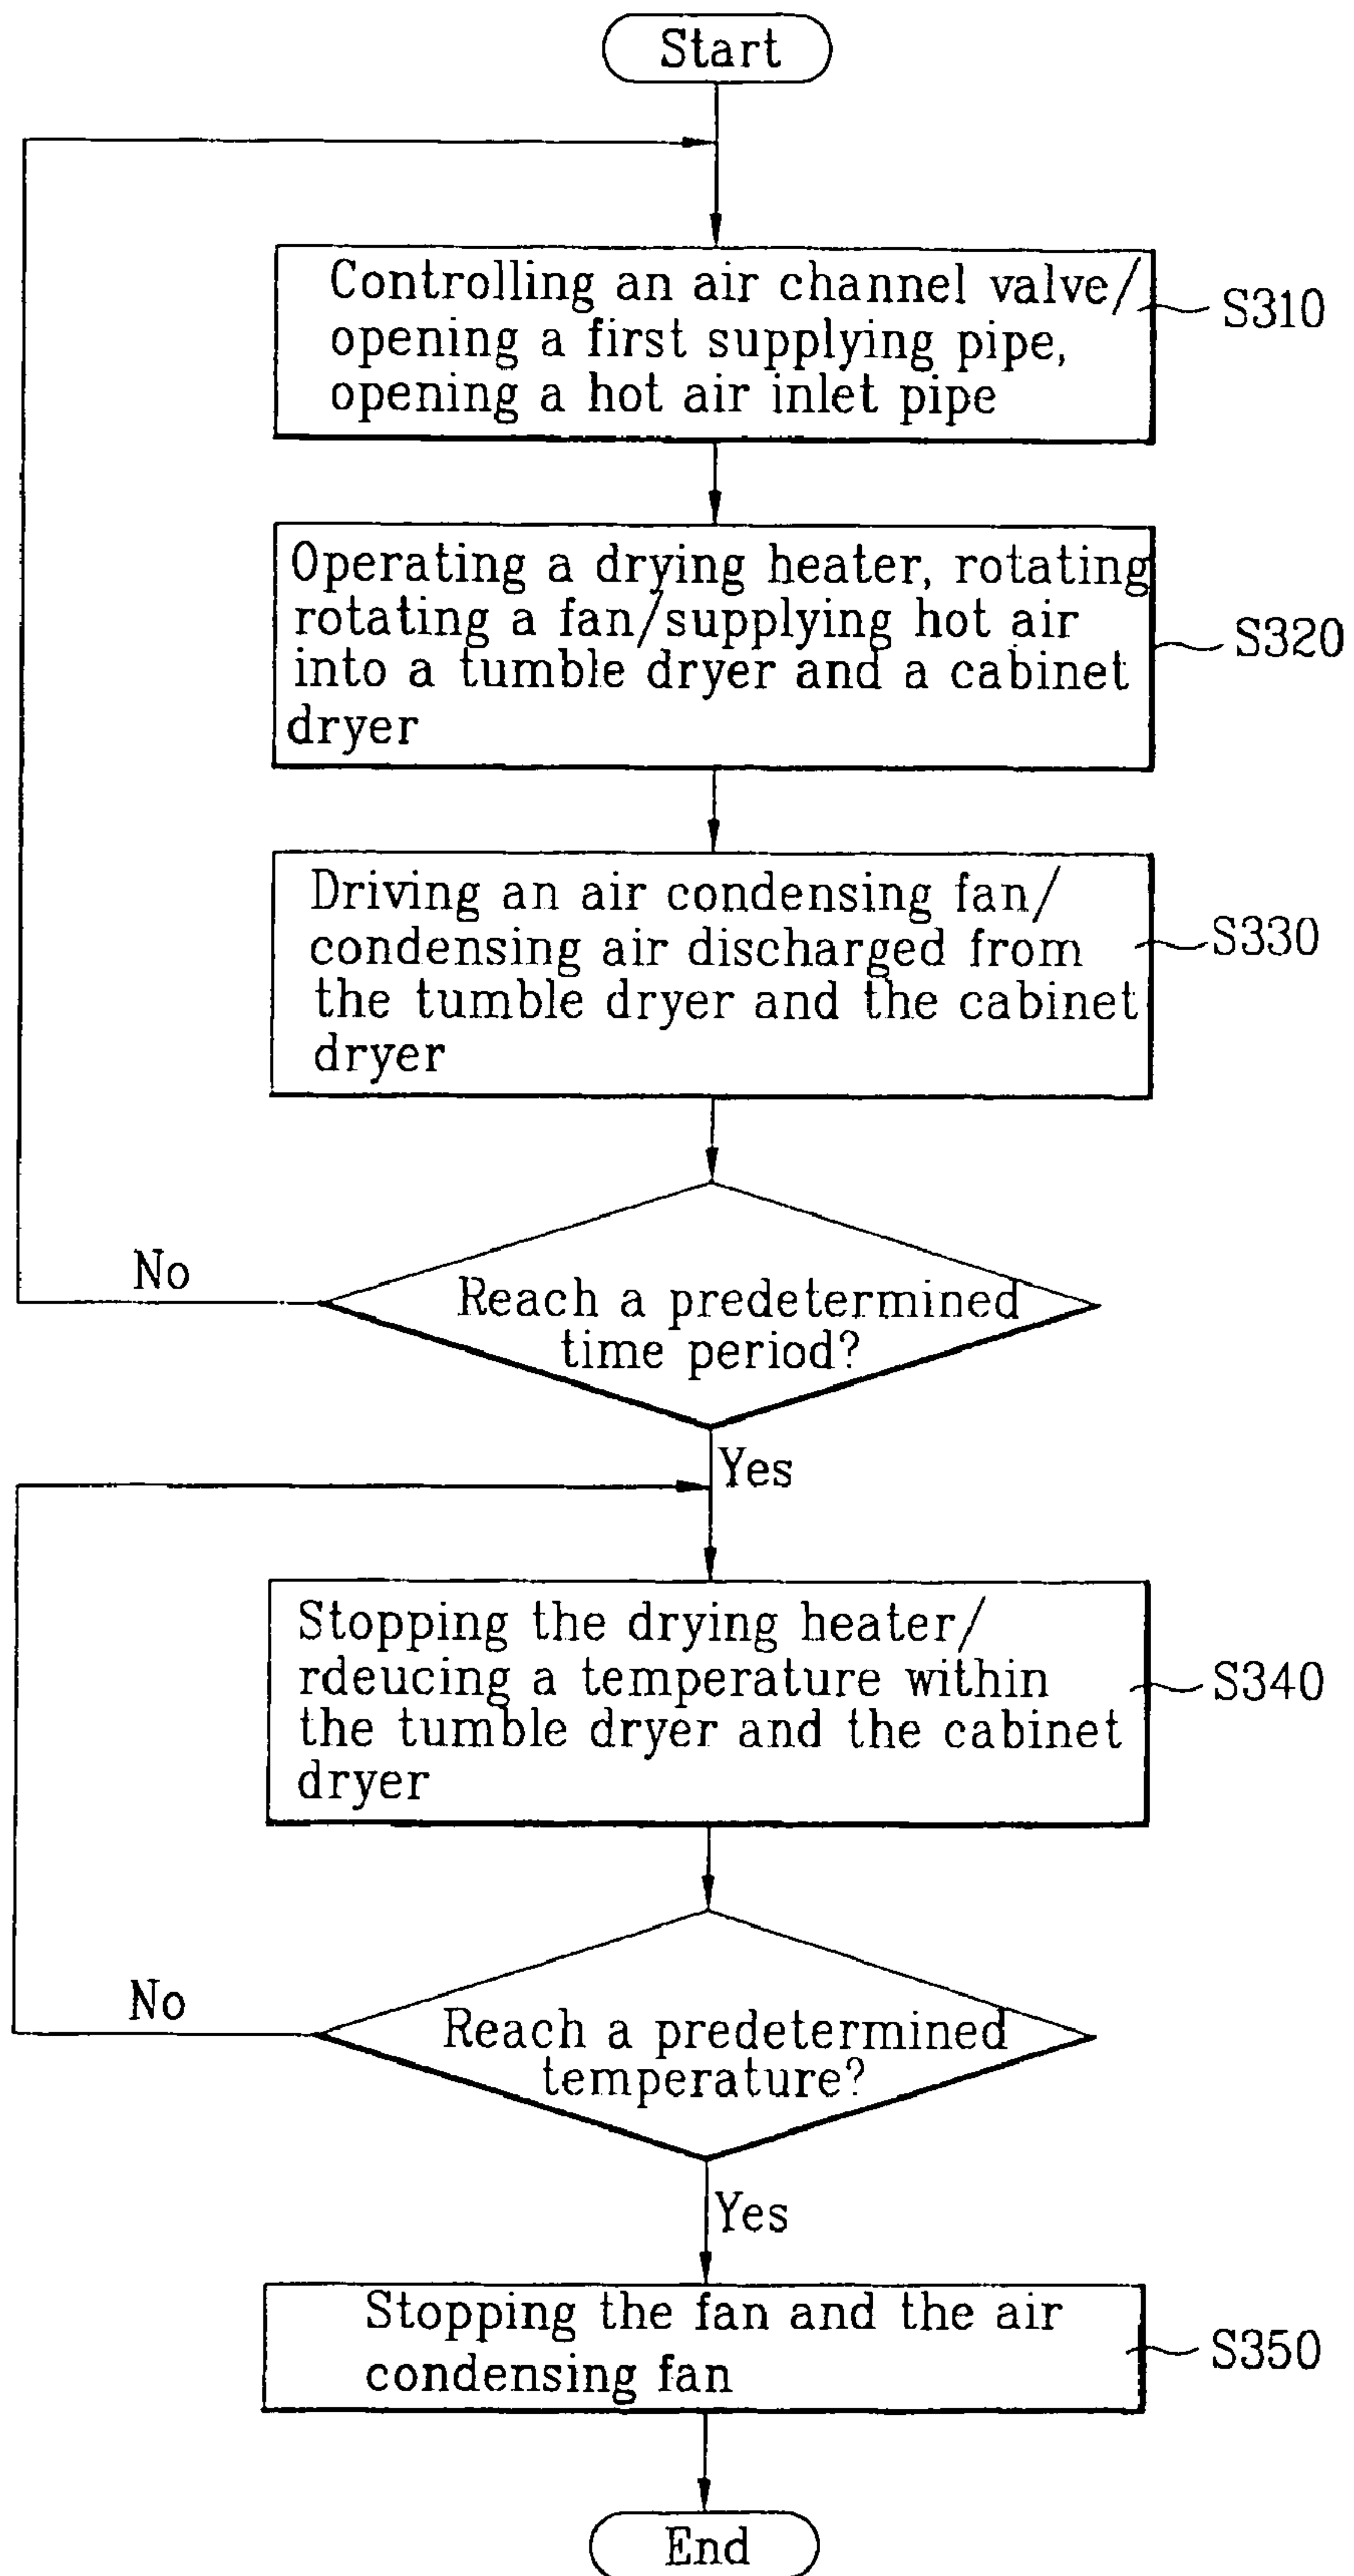 Start
Controlling an air channel valve/
opening a first supplying pipe,
opening a hot air inlet pipe
S310
Operating a drying heater, rotating
rotating a fan/supplying hot air
into a tumble dryer and a cabinet
dryer
S320
Driving an air condensing fan/
condensing air discharged from
the tumble dryer and the cabinet
dryer
S330
No
Reach a predetermined
time period?
Yes
Stopping the drying heater/
rdeucing a temperature within
the tumble dryer and the cabinet
dryer
S340
No
Reach a predetermined
temperature?
Yes
Stopping the fan and the air
condensing fan
S350
End